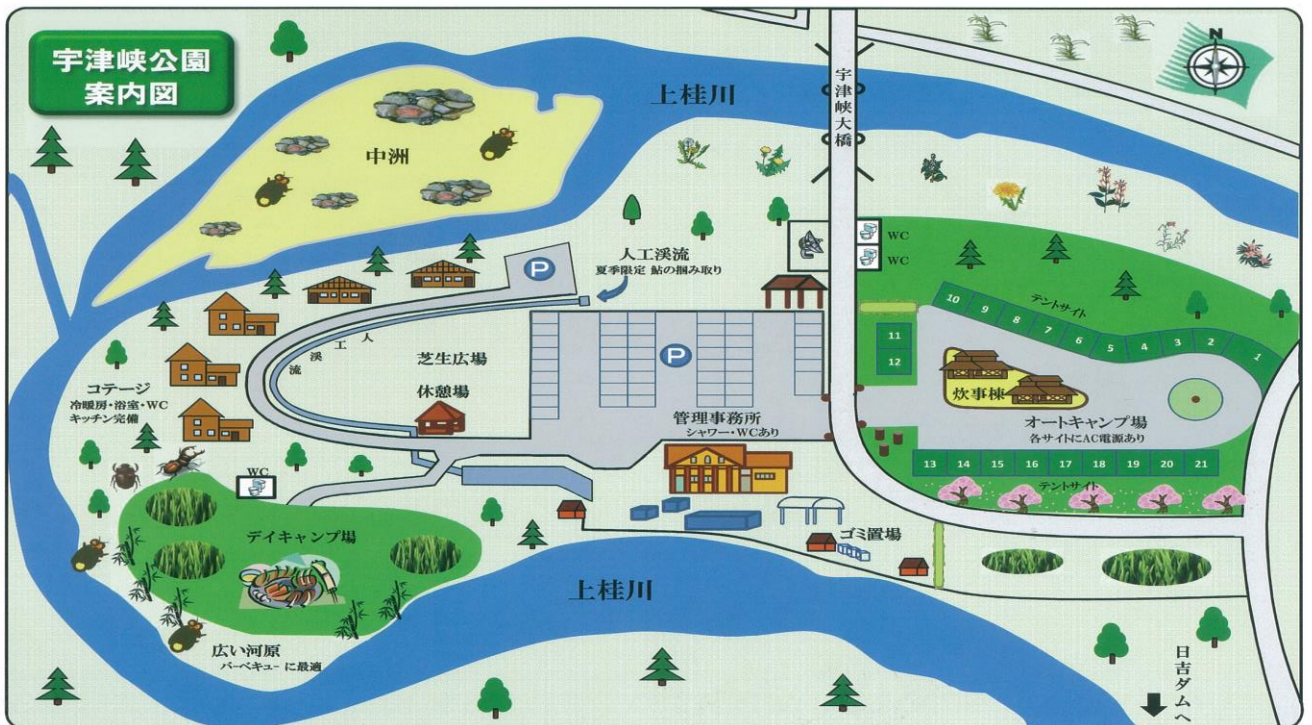 宇津峡公園
案内図
N
上桂川
宇津峡大橋
中洲
WC
WC
人工渓流
夏季限定 鮎の掴み取り
P
P
テントサイト
10
9
8
7
6
5
4
3
2
1
11
12
炊事棟
オートキャンプ場
各サイトにAC電源あり
人工渓流
芝生広場
休憩場
管理事務所
シャワー・WCあり
コテージ
冷暖房・浴室・WC
キッチン完備
13
14
15
16
17
18
19
20
21
テントサイト
WC
デイキャンプ場
ゴミ置場
上桂川
広い河原
バーベキューに最適
日吉ダムへ